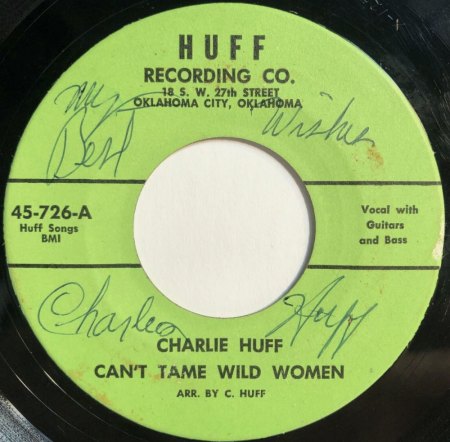 HUFF
RECORDING CO.
18 S. W. 27th STREET
OKLAHOMA CITY, OKLAHOMA
My Best Wishes
45-726-A
Huff Songs
BMI
Vocal with
Guitars
and Bass
Charlie Huff
CHARLIE HUFF
CAN'T TAME WILD WOMEN
ARR. BY C. HUFF